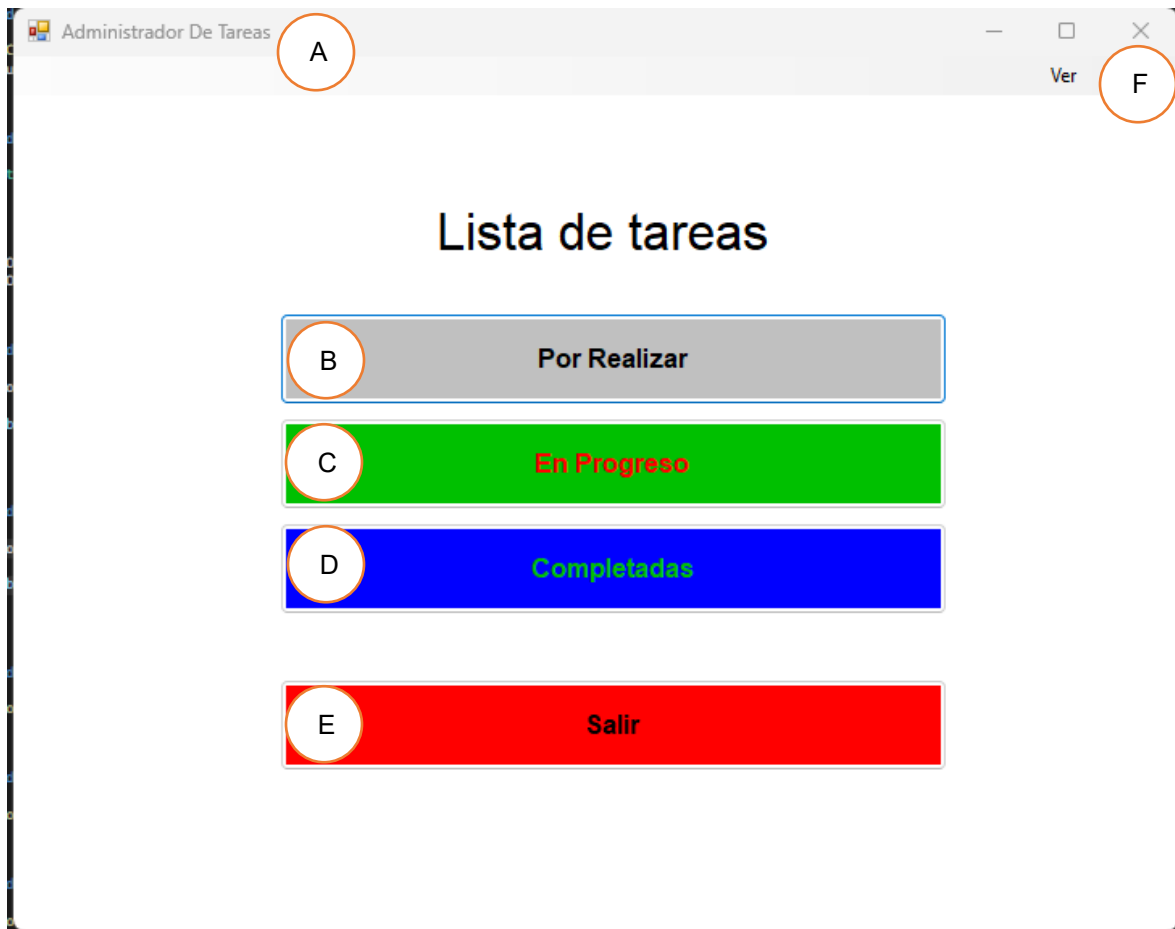 Administrador De Tareas
A
Ver
F
Lista de tareas
B
Por Realizar
C
En Progreso
D
Completadas
E
Salir